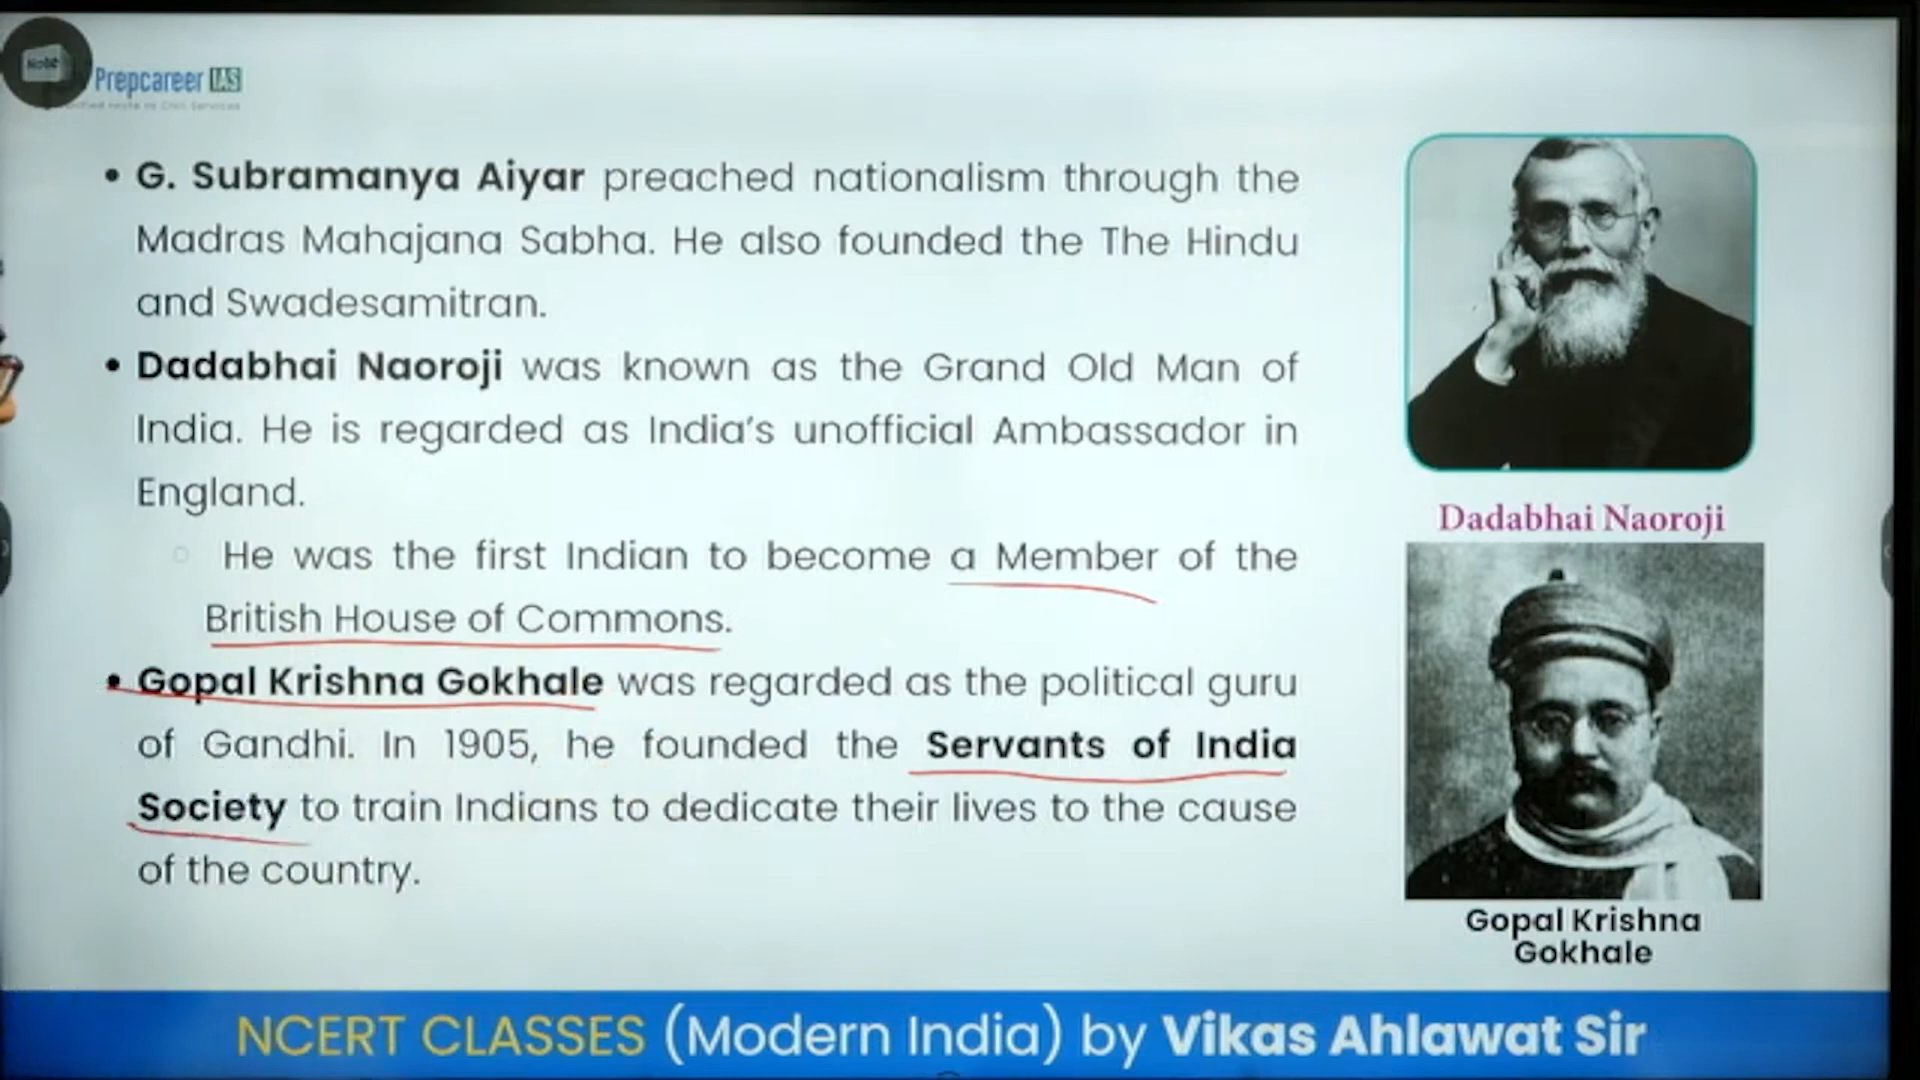 Note
Prepcareer IAS
• G. Subramanya Aiyar preached nationalism through the
Madras Mahajana Sabha. He also founded the The Hindu
and Swadesamitran.
• Dadabhai Naoroji was known as the Grand Old Man of
India. He is regarded as India's unofficial Ambassador in
England.
He was the first Indian to become a Member of the
British House of Commons.
• Gopal Krishna Gokhale was regarded as the political guru
of Gandhi. In 1905, he founded the Servants of India
Society to train Indians to dedicate their lives to the cause
of the country.
Dadabhai Naoroji
Gopal Krishna
Gokhale
NCERT CLASSES (Modern India) by Vikas Ahlawat Sir